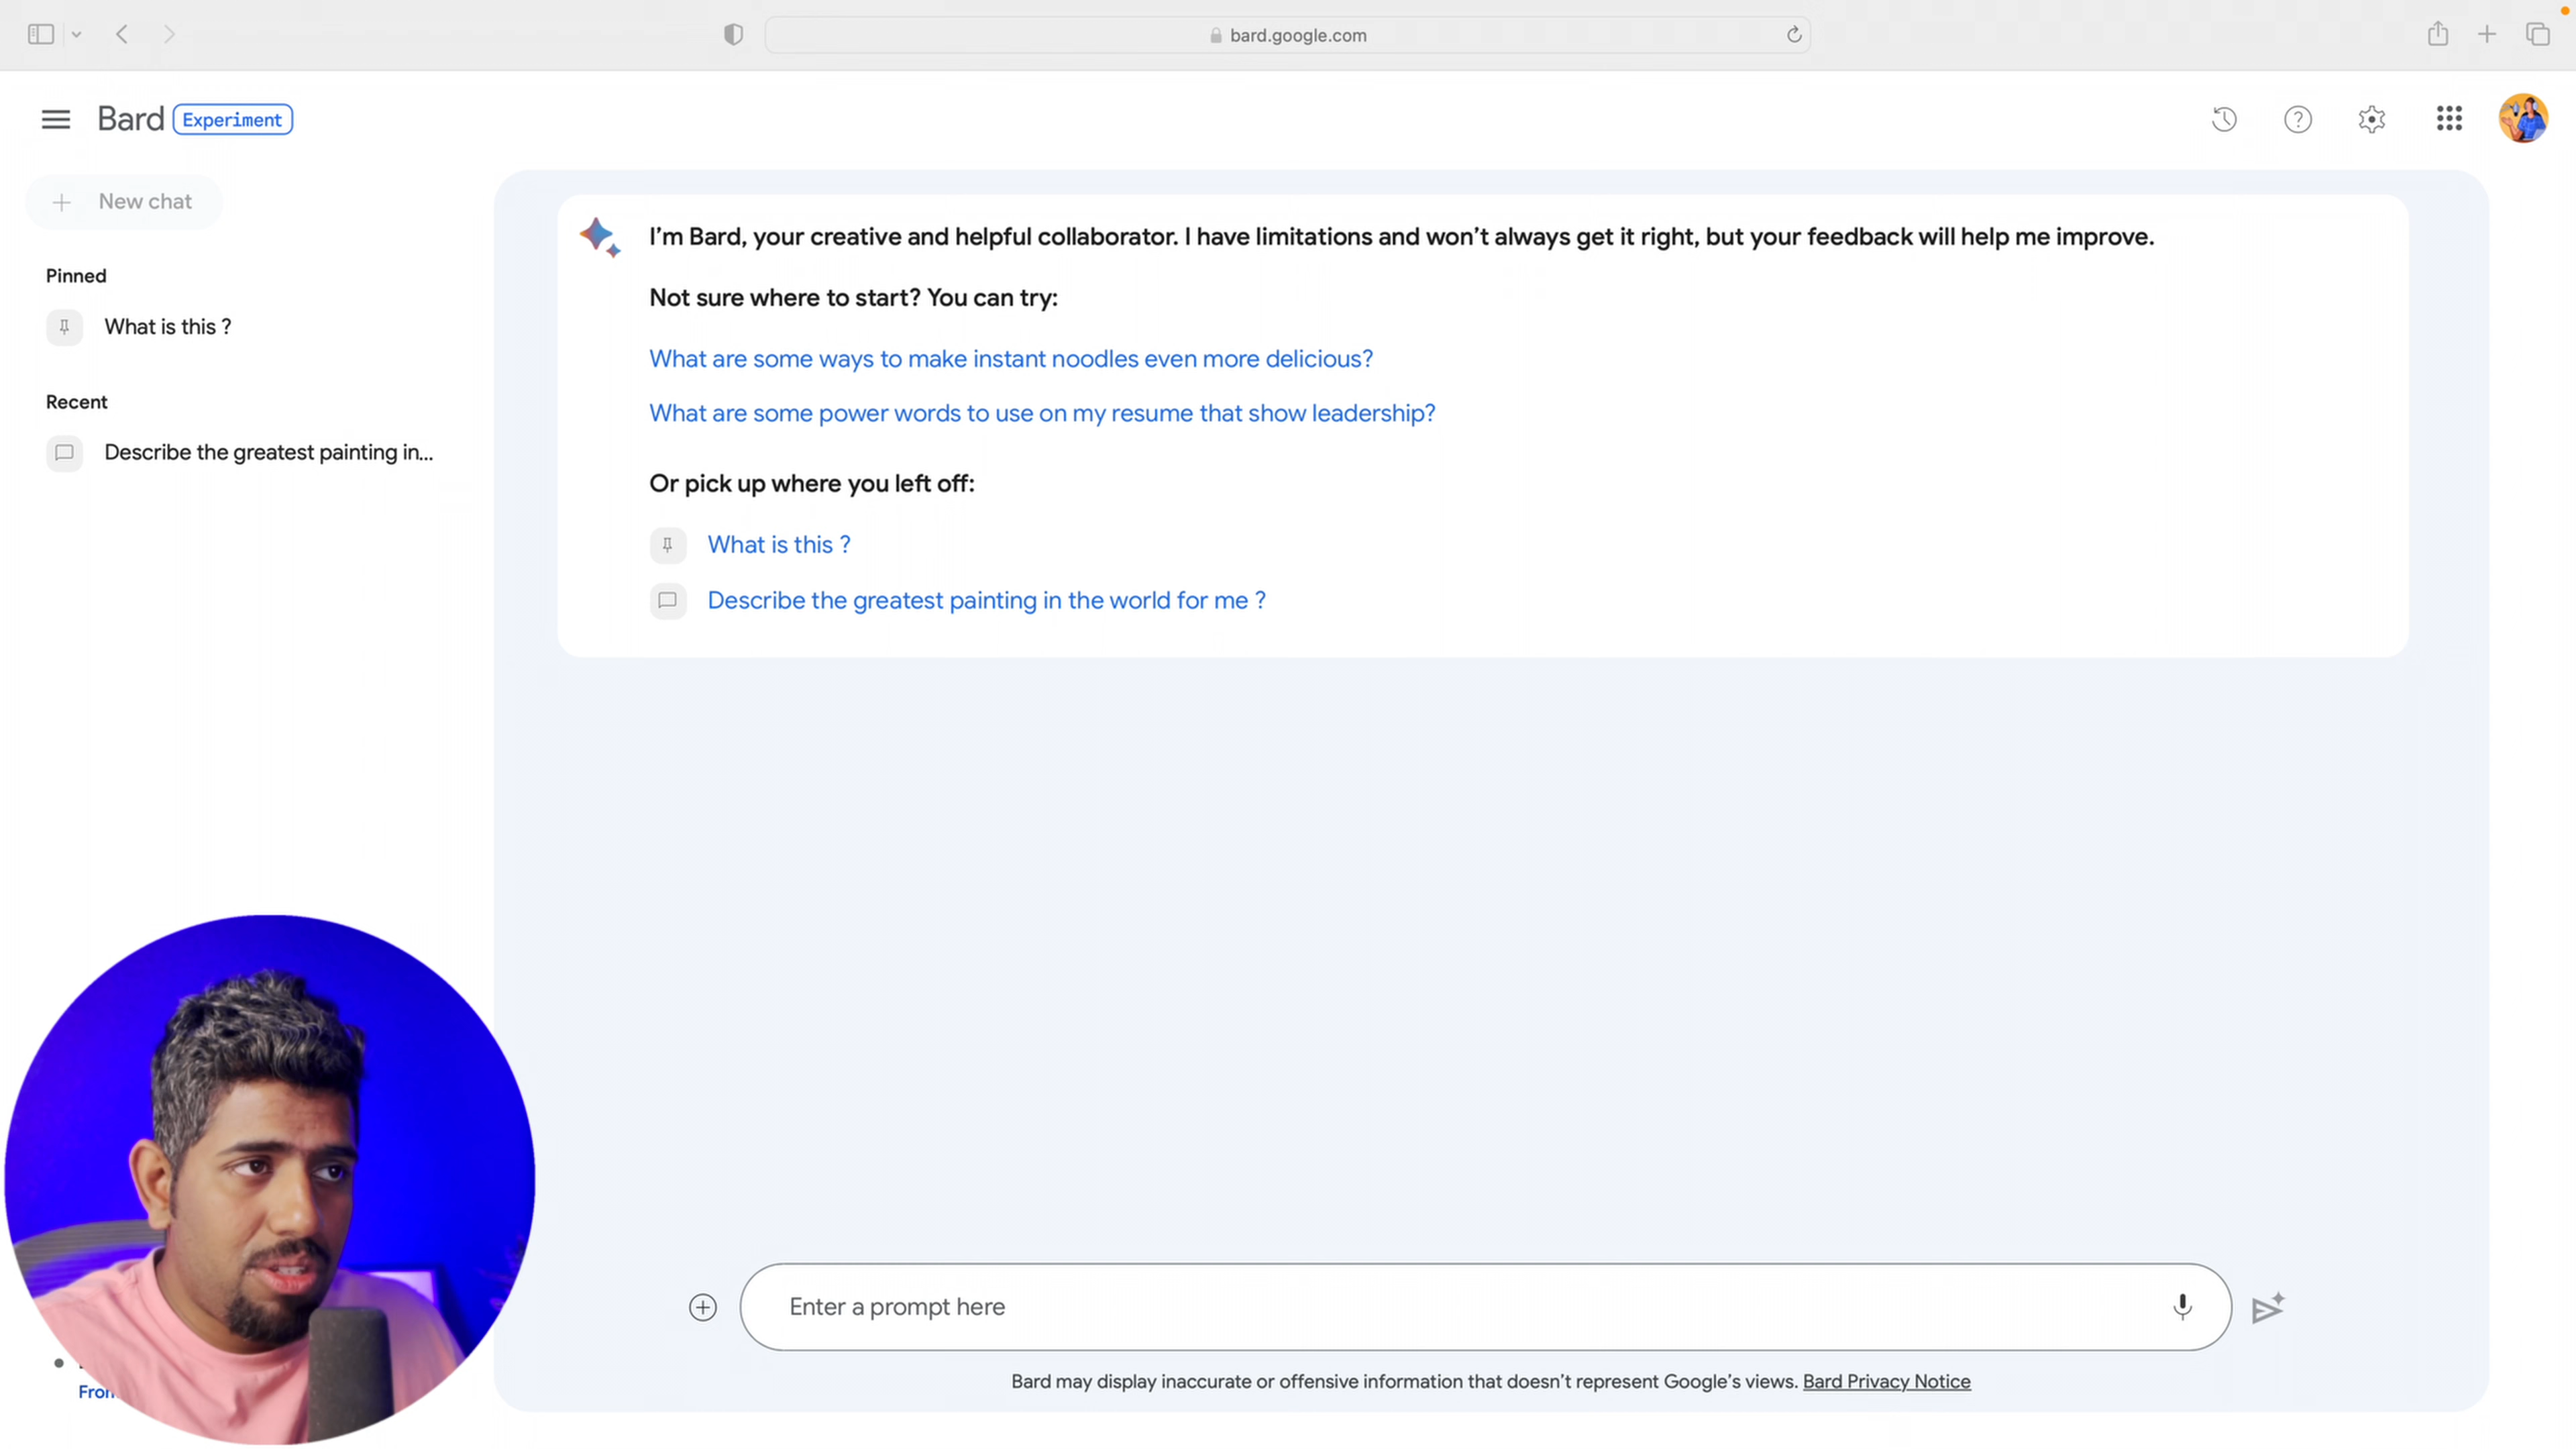 bard.google.com
Bard Experiment
New chat
Pinned
What is this ?
Recent
Describe the greatest painting in...
I'm Bard, your creative and helpful collaborator. I have limitations and won't always get it right, but your feedback will help me improve.
Not sure where to start? You can try:
What are some ways to make instant noodles even more delicious?
What are some power words to use on my resume that show leadership?
Or pick up where you left off:
What is this ?
Describe the greatest painting in the world for me ?
Enter a prompt here
Bard may display inaccurate or offensive information that doesn't represent Google's views. Bard Privacy Notice